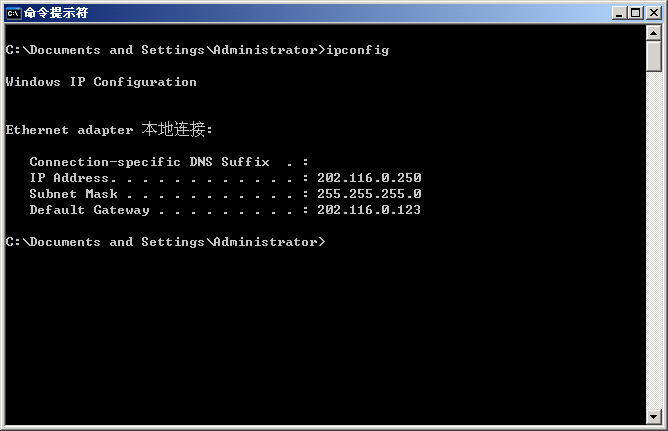 命令提示符
C:\Documents and Settings\Administrator>ipconfig
Windows IP Configuration
Ethernet adapter 本地连接:
Connection-specific DNS Suffix  . :
IP Address. . . . . . . . . . . . : 202.116.0.250
Subnet Mask . . . . . . . . . . . : 255.255.255.0
Default Gateway . . . . . . . . . : 202.116.0.123
C:\Documents and Settings\Administrator>